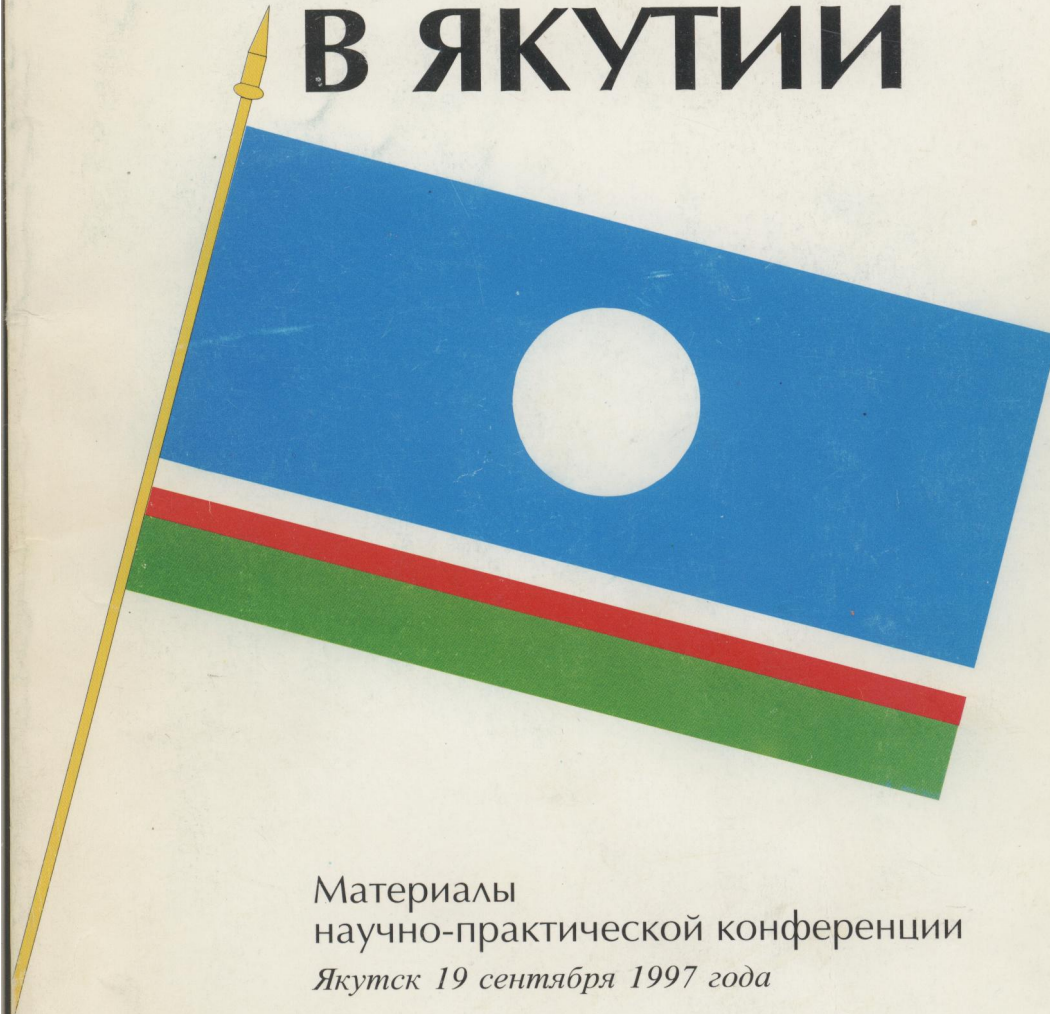 В ЯКУТИИ
Материалы
научно-практической конференции
Якутск 19 сентября 1997 года